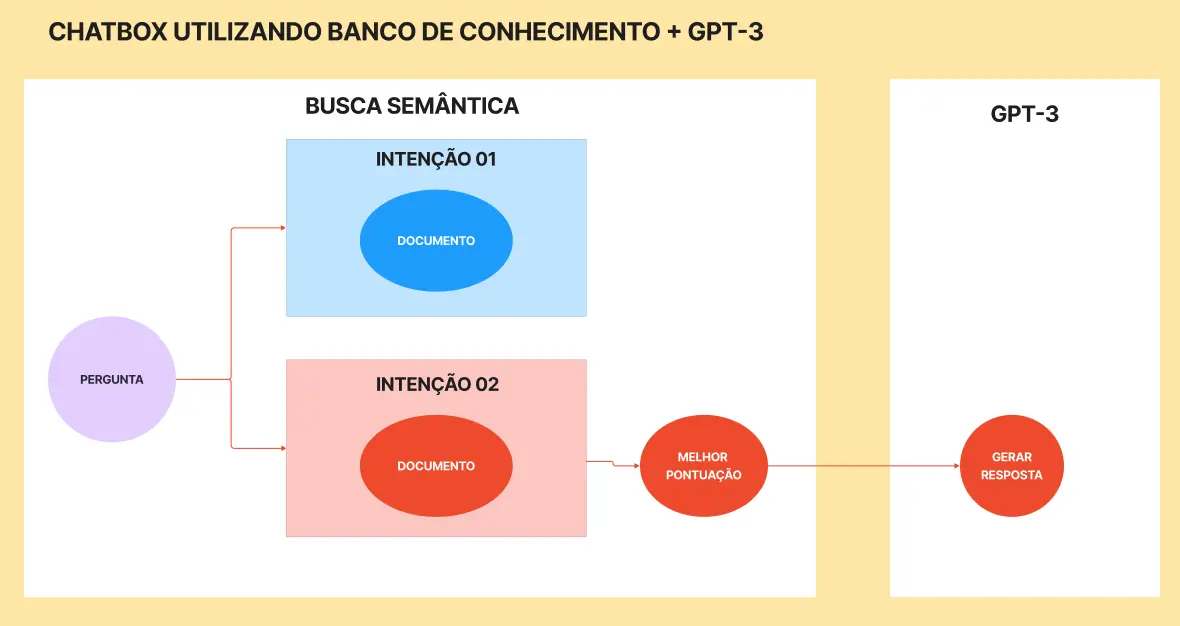 CHATBOX UTILIZANDO BANCO DE CONHECIMENTO + GPT-3
BUSCA SEMÂNTICA
INTENÇÃO 01
DOCUMENTO
PERGUNTA
INTENÇÃO 02
DOCUMENTO
MELHOR
PONTUAÇÃO
GPT-3
GERAR
RESPOSTA